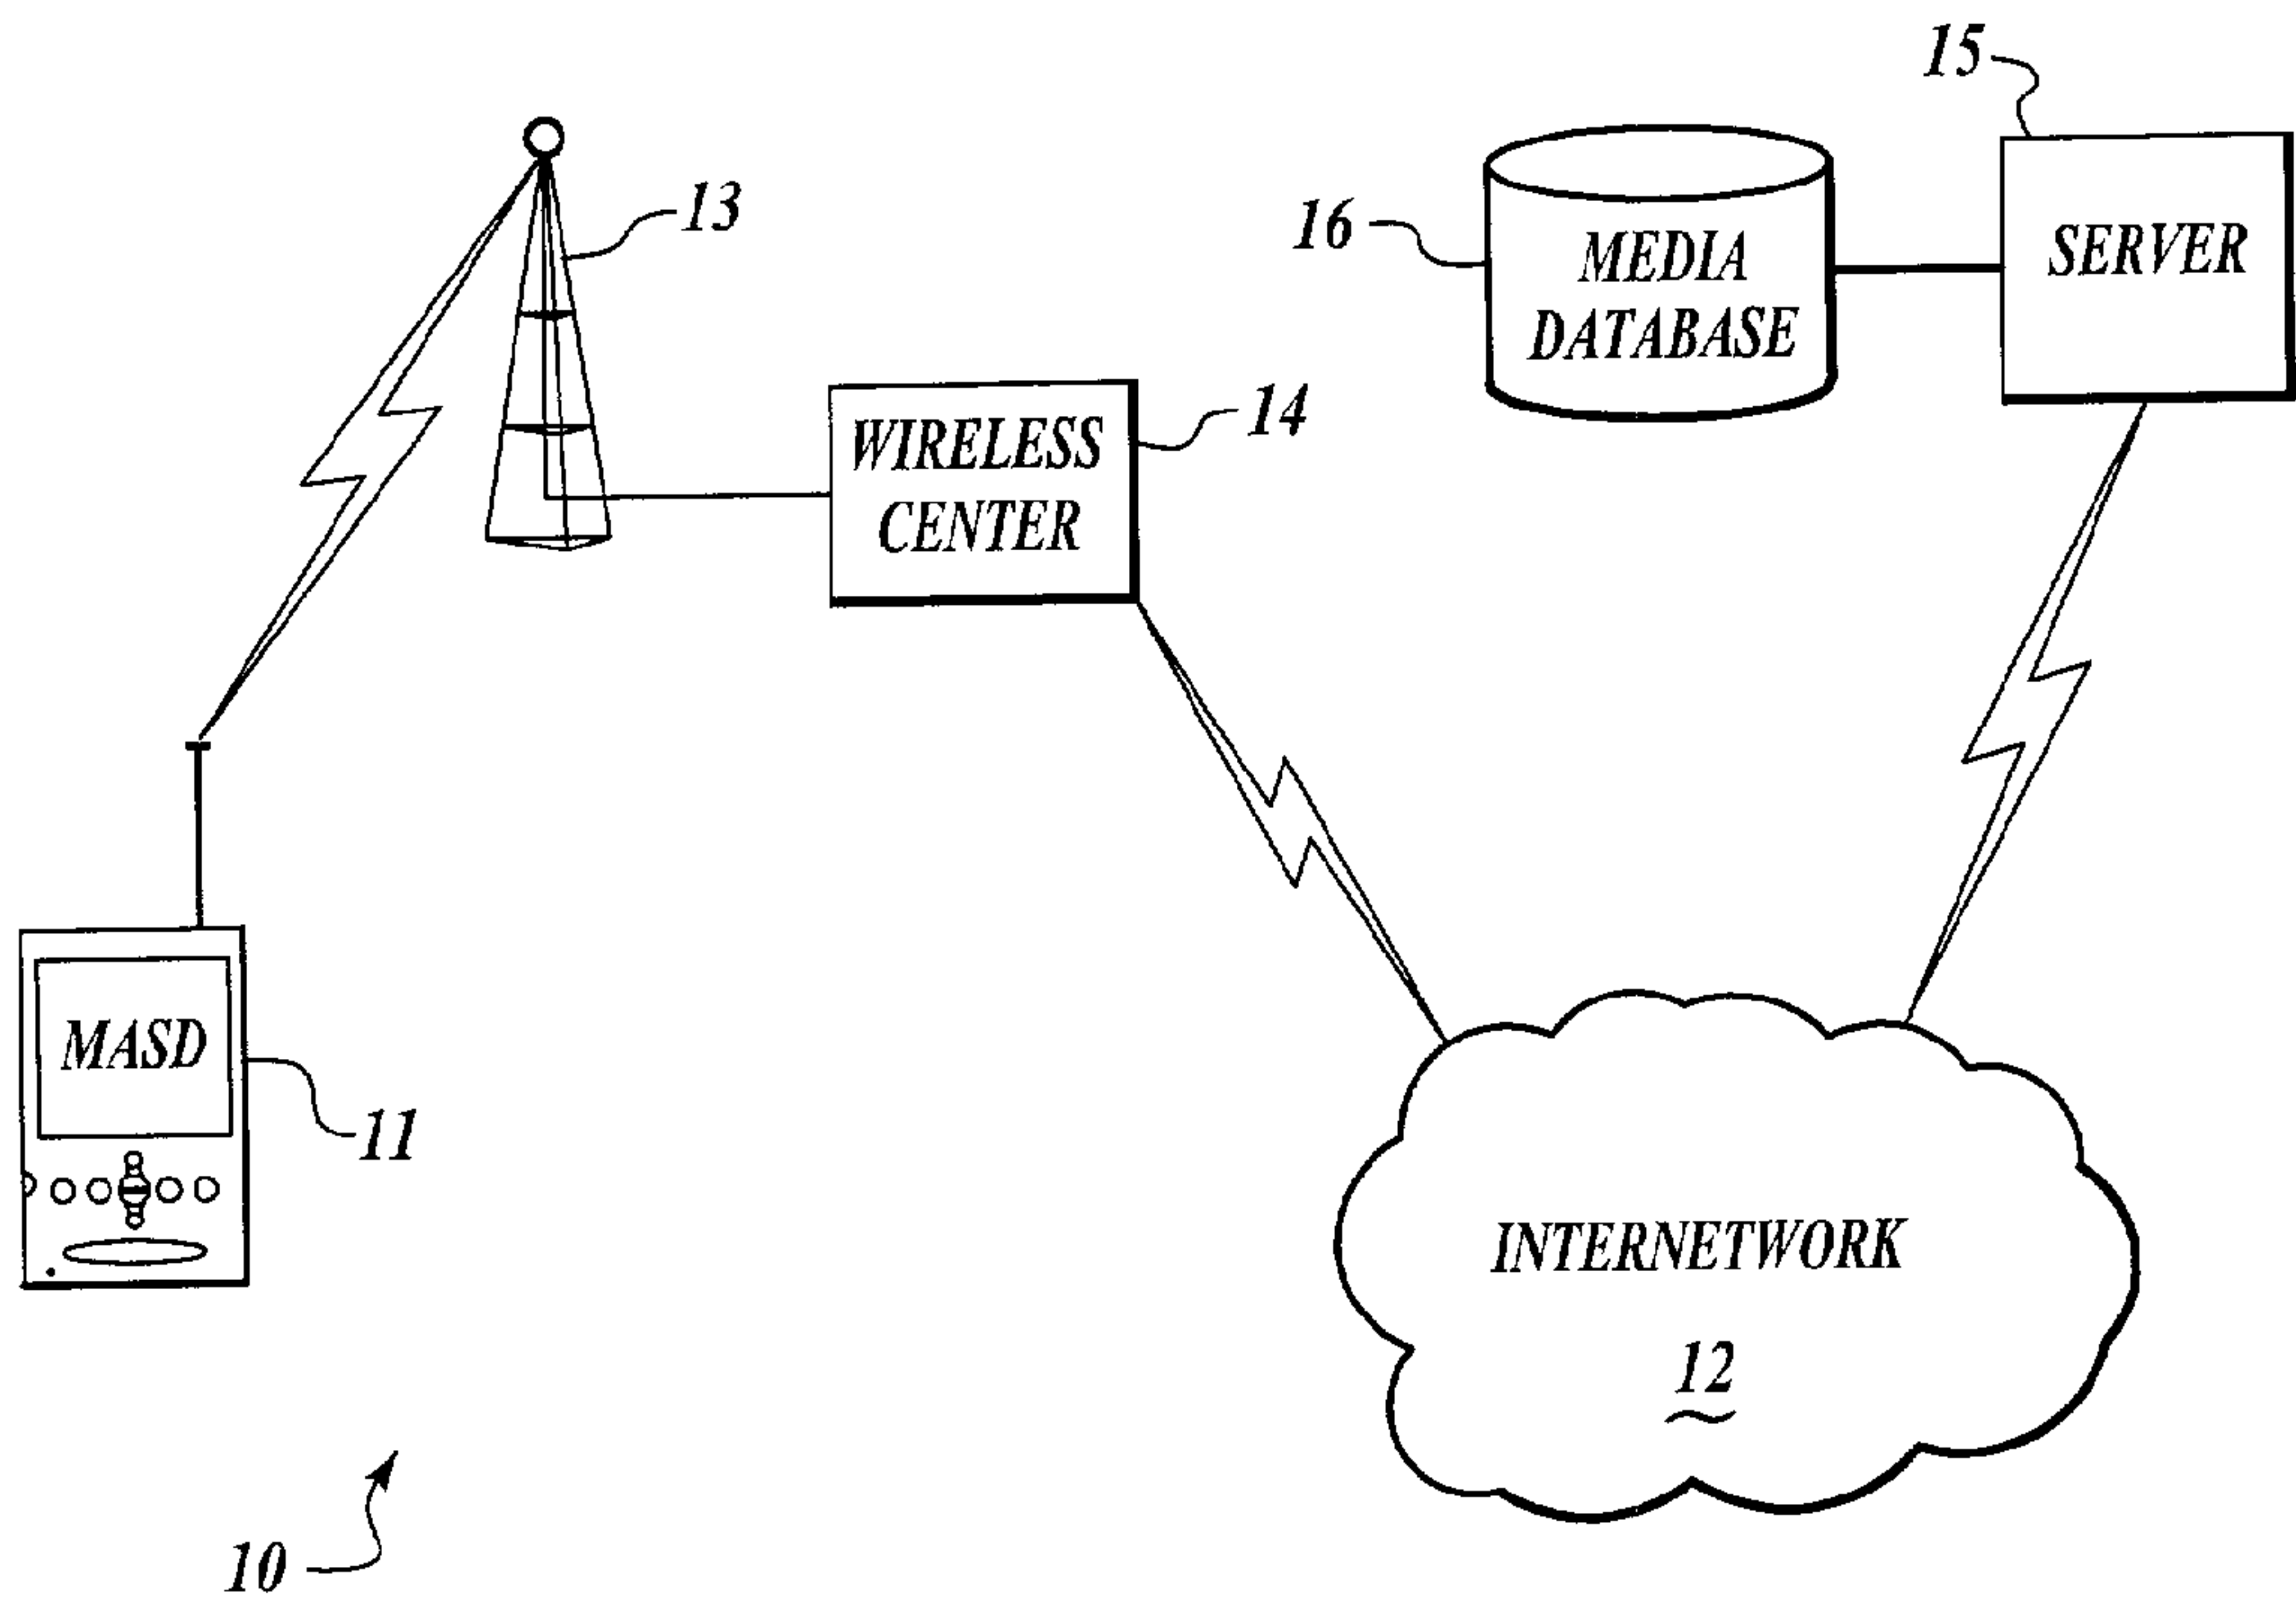 15
13
16
MEDIA
DATABASE
SERVER
14
WIRELESS
CENTER
MASD
11
INTERNETWORK
12
10